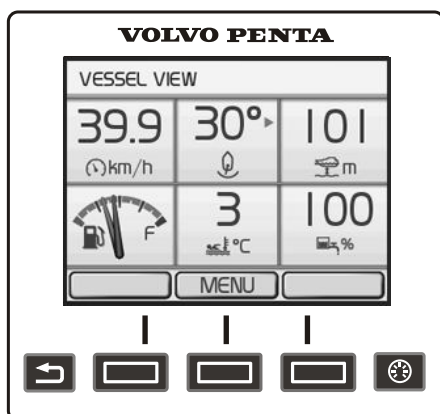 VOLVO PENTA
VESSEL VIEW
39.9 30° 101
km/h m
F 3 100
°C %
MENU